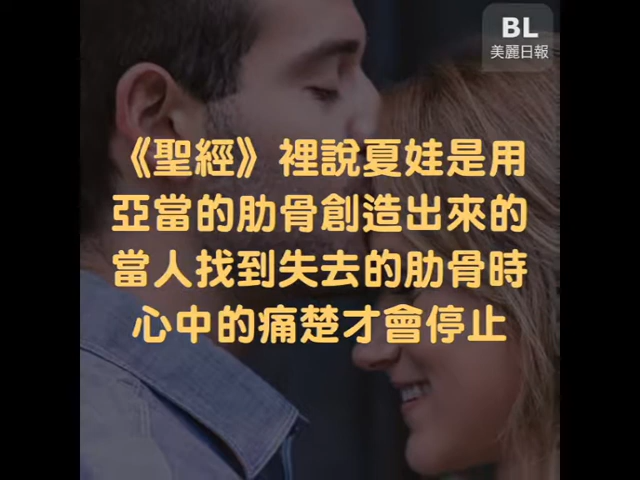 BL
美麗日報
《聖經》裡說夏娃是用
亞當的肋骨創造出來的
當人找到失去的肋骨時
心中的痛楚才會停止